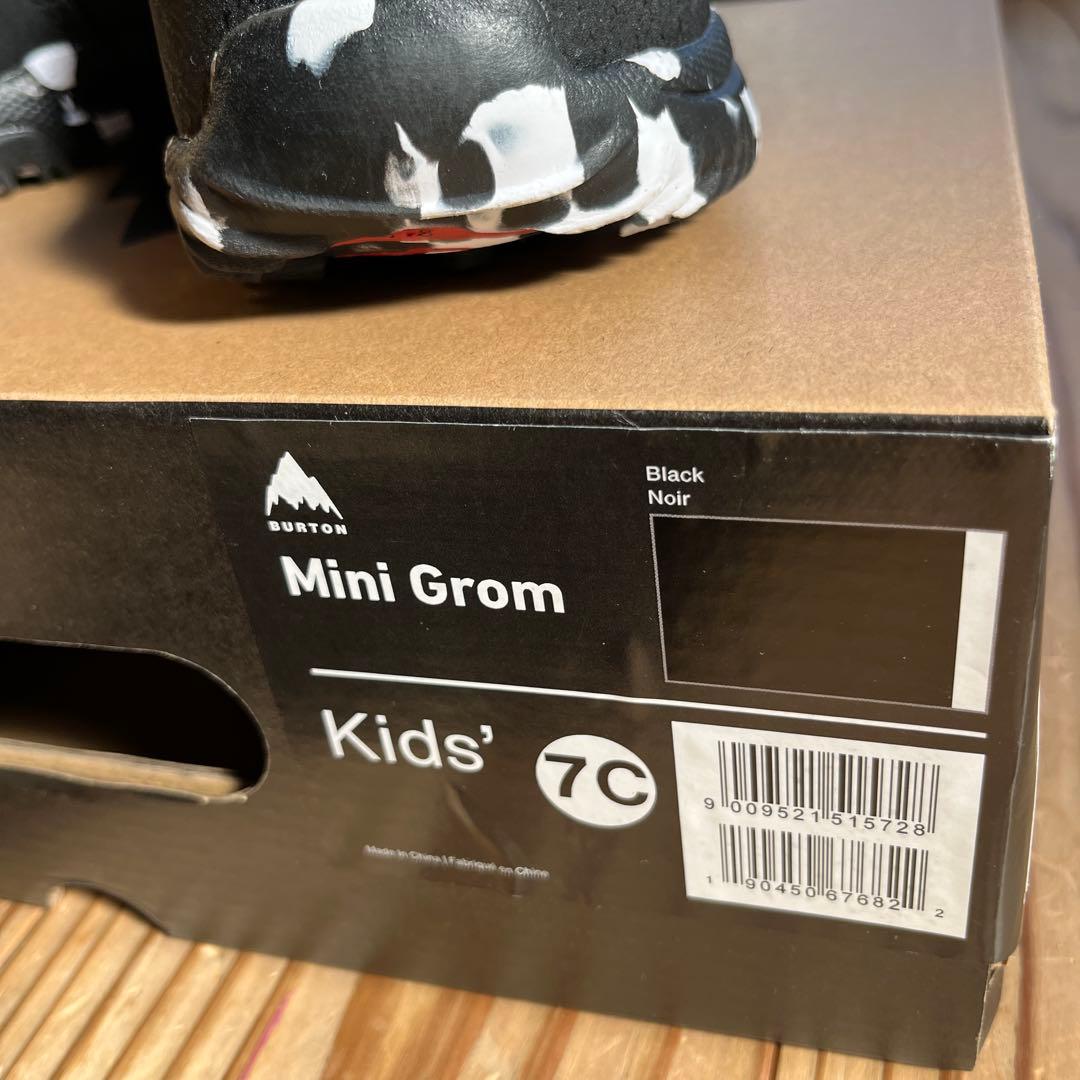 BURTON
Mini Grom
Black
Noir
Kids’
7C
Made in China / Fabriqué en Chine
9 009521 515728
1 90450 67682 2